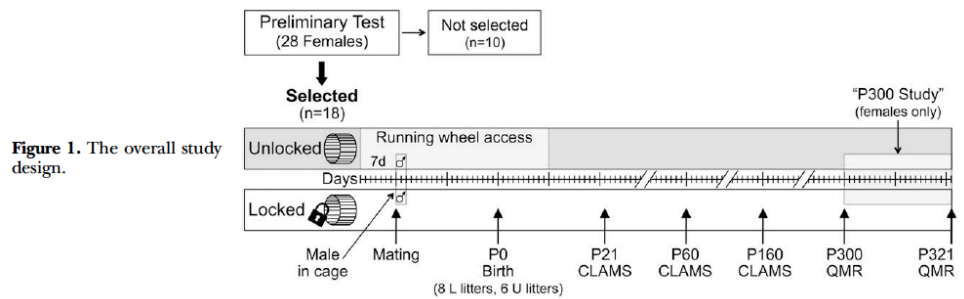 Preliminary Test
(28 Females)
Not selected
(n=10)
Selected
(n=18)
"P300 Study"
(females only)
Figure 1. The overall study
design.
Unlocked
Running wheel access
7d ♂
Days
Locked
♂
Male
in cage
Mating
P0
Birth
(8 L litters, 6 U litters)
P21
CLAMS
P60
CLAMS
P160
CLAMS
P300
QMR
P321
QMR